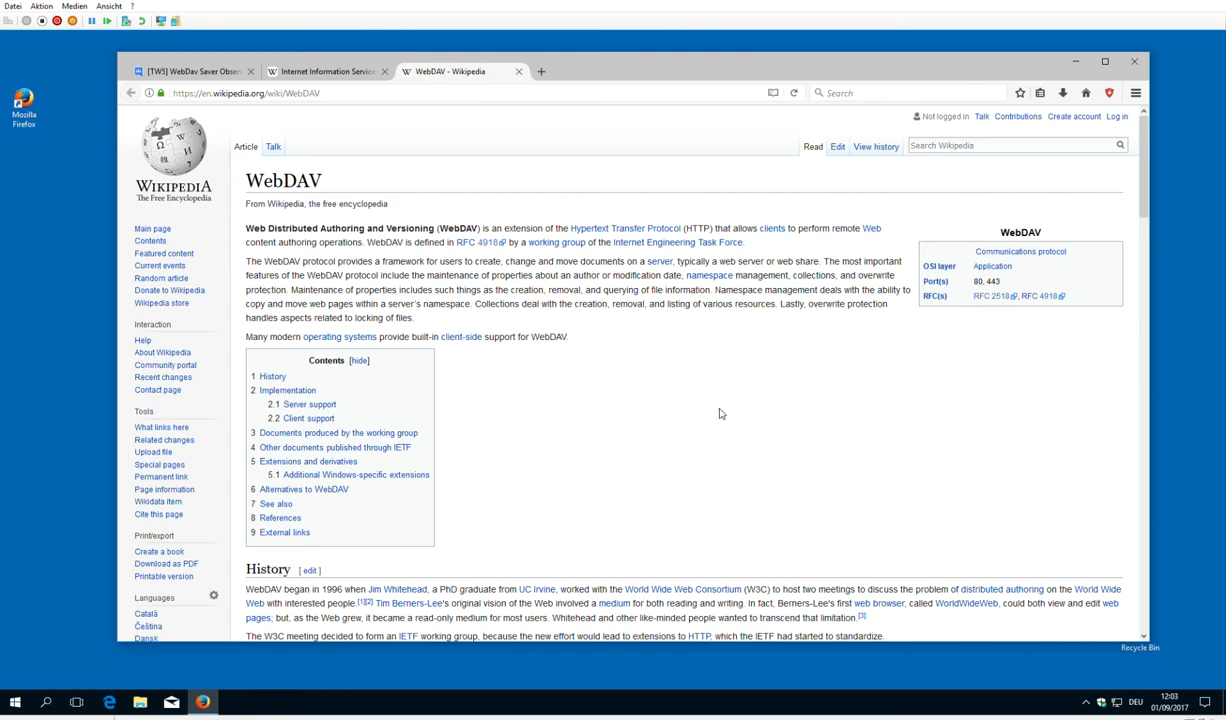 Datei Aktion Medien Ansicht ?
[TW5] WebDav Saver Obser
Internet Information Service
WebDAV - Wikipedia
https://en.wikipedia.org/wiki/WebDAV
Search
Mozilla
Firefox
Not logged in Talk Contributions Create account Log in
Article Talk
Read Edit View history
Search Wikipedia
WIKIPEDIA
The Free Encyclopedia
Main page
Contents
Featured content
Current events
Random article
Donate to Wikipedia
Wikipedia store
Interaction
Help
About Wikipedia
Community portal
Recent changes
Contact page
Tools
What links here
Related changes
Upload file
Special pages
Permanent link
Page information
Wikidata item
Cite this page
Print/export
Create a book
Download as PDF
Printable version
Languages
Català
Čeština
Dansk
WebDAV
From Wikipedia, the free encyclopedia
Web Distributed Authoring and Versioning (WebDAV) is an extension of the Hypertext Transfer Protocol (HTTP) that allows clients to perform remote Web
content authoring operations. WebDAV is defined in RFC 4918 by a working group of the Internet Engineering Task Force.
The WebDAV protocol provides a framework for users to create, change and move documents on a server, typically a web server or web share. The most important
features of the WebDAV protocol include the maintenance of properties about an author or modification date, namespace management, collections, and overwrite
protection. Maintenance of properties includes such things as the creation, removal, and querying of file information. Namespace management deals with the ability to
copy and move web pages within a server's namespace. Collections deal with the creation, removal, and listing of various resources. Lastly, overwrite protection
handles aspects related to locking of files.
Many modern operating systems provide built-in client-side support for WebDAV.
WebDAV
Communications protocol
OSI layer Application
Port(s) 80, 443
RFC(s) RFC 2518, RFC 4918
Contents [hide]
1 History
2 Implementation
2.1 Server support
2.2 Client support
3 Documents produced by the working group
4 Other documents published through IETF
5 Extensions and derivatives
5.1 Additional Windows-specific extensions
6 Alternatives to WebDAV
7 See also
8 References
9 External links
History [ edit ]
WebDAV began in 1996 when Jim Whitehead, a PhD graduate from UC Irvine, worked with the World Wide Web Consortium (W3C) to host two meetings to discuss the problem of distributed authoring on the World Wide
Web with interested people.[1][2] Tim Berners-Lee's original vision of the Web involved a medium for both reading and writing. In fact, Berners-Lee's first web browser, called WorldWideWeb, could both view and edit web
pages; but, as the Web grew, it became a read-only medium for most users. Whitehead and other like-minded people wanted to transcend that limitation.[3]
The W3C meeting decided to form an IETF working group, because the new effort would lead to extensions to HTTP, which the IETF had started to standardize.
Recycle Bin
DEU
12:03
01/09/2017